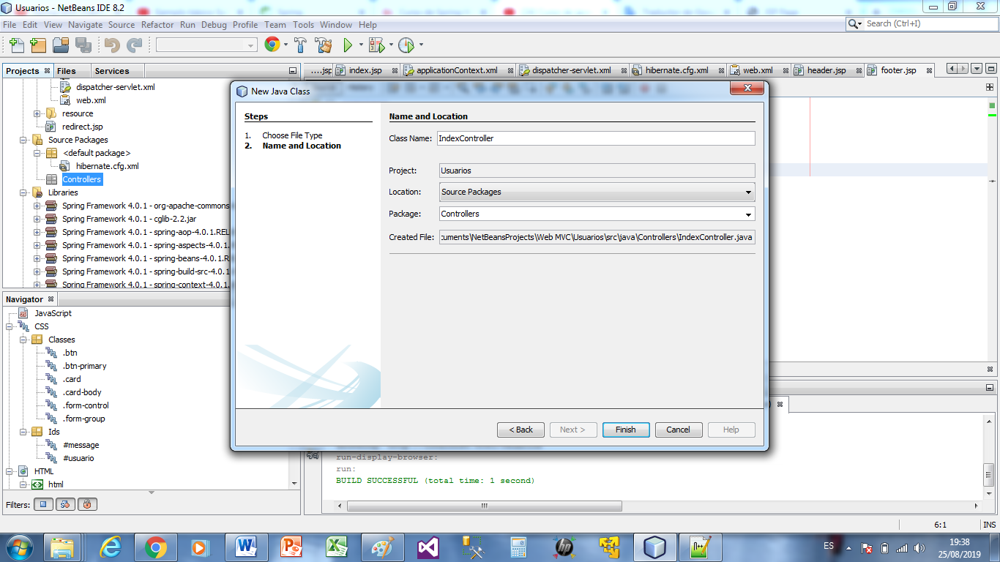 Usuarios - NetBeans IDE 8.2
File Edit View Navigate Source Refactor Run Debug Profile Team Tools Window Help
Search (Ctrl+I)
Projects Files Services
....jsp index.jsp applicationContext.xml dispatcher-servlet.xml hibernate.cfg.xml web.xml header.jsp footer.jsp
dispatcher-servlet.xml
web.xml
resource
redirect.jsp
Source Packages
<default package>
hibernate.cfg.xml
Controllers
Libraries
Spring Framework 4.0.1 - org-apache-commons
Spring Framework 4.0.1 - cglib-2.2.jar
Spring Framework 4.0.1 - spring-aop-4.0.1.REL
Spring Framework 4.0.1 - spring-aspects-4.0.1
Spring Framework 4.0.1 - spring-beans-4.0.1.R
Spring Framework 4.0.1 - spring-build-src-4.0.1
Spring Framework 4.0.1 - spring-context-4.0.1.
Navigator
JavaScript
CSS
Classes
.btn
.btn-primary
.card
.card-body
.form-control
.form-group
Ids
#message
#usuario
HTML
html
Filters:
New Java Class
Steps
1. Choose File Type
2. Name and Location
Name and Location
Class Name: IndexController
Project: Usuarios
Location: Source Packages
Package: Controllers
Created File: :uments\NetBeansProjects\Web MVC\Usuarios\src\java\Controllers\IndexController.java
< Back Next > Finish Cancel Help
run-display-browser:
run:
BUILD SUCCESSFUL (total time: 1 second)
6:1 INS
ES
19:38
25/08/2019